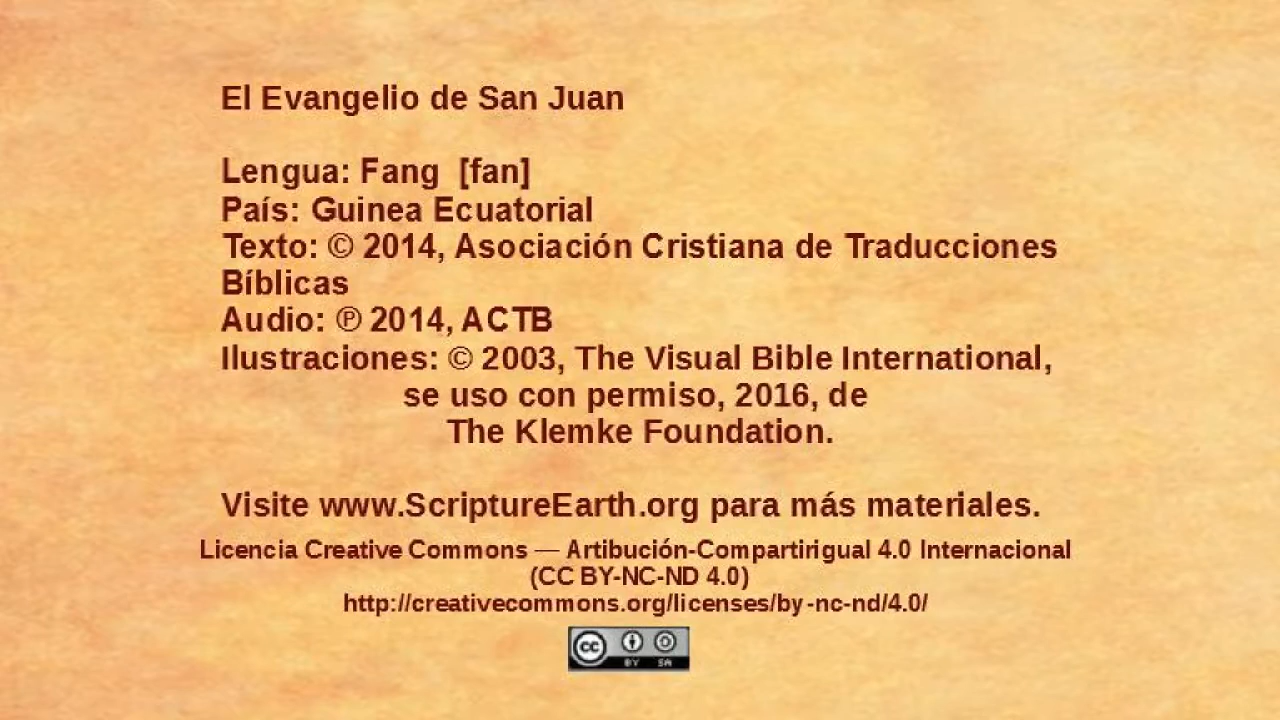 El Evangelio de San Juan
Lengua: Fang [fan]
País: Guinea Ecuatorial
Texto: © 2014, Asociación Cristiana de Traducciones
Bíblicas
Audio: ℗ 2014, ACTB
Ilustraciones: © 2003, The Visual Bible International,
se uso con permiso, 2016, de
The Klemke Foundation.
Visite www.ScriptureEarth.org para más materiales.
Licencia Creative Commons — Artibución-Compartirigual 4.0 Internacional
(CC BY-NC-ND 4.0)
http://creativecommons.org/licenses/by-nc-nd/4.0/
cc BY SA